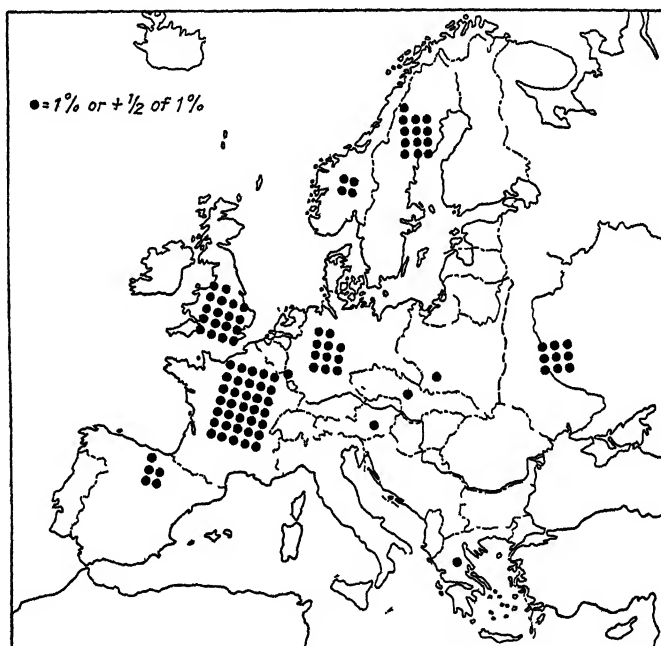 ●=1% or + 1/2 of 1%